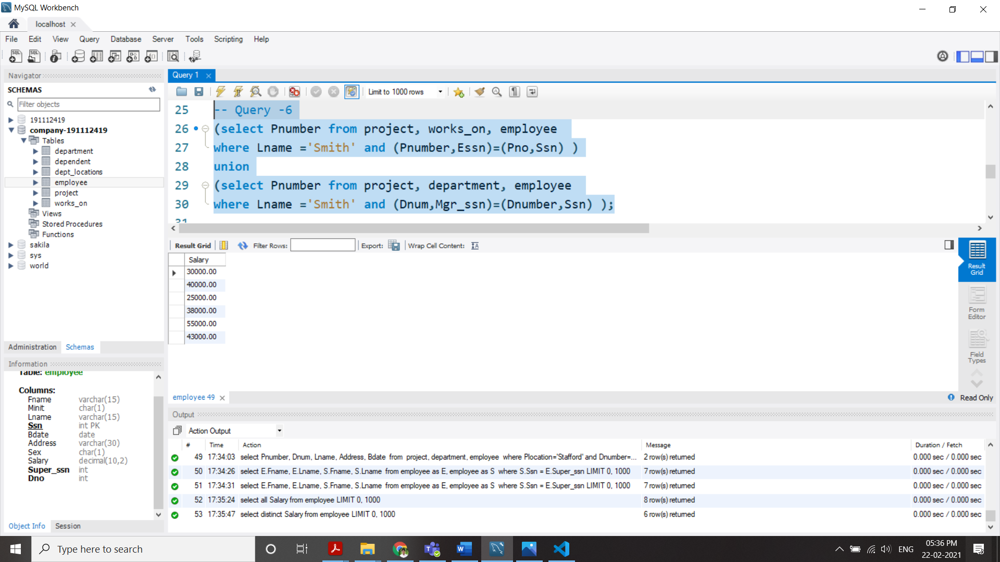 MySQL Workbench
localhost
File Edit View Query Database Server Tools Scripting Help
Navigator
SCHEMAS
Filter objects
191112419
company-191112419
Tables
department
dependent
dept_locations
employee
project
works_on
Views
Stored Procedures
Functions
sakila
sys
world
Administration Schemas
Information
Table: employee
Columns:
Fname varchar(15)
Minit char(1)
Lname varchar(15)
Ssn int PK
Bdate date
Address varchar(30)
Sex char(1)
Salary decimal(10,2)
Super_ssn int
Dno int
Object Info Session
Query 1
Limit to 1000 rows
25 -- Query -6
26 (select Pnumber from project, works_on, employee
27 where Lname ='Smith' and (Pnumber,Essn)=(Pno,Ssn) )
28 union
29 (select Pnumber from project, department, employee
30 where Lname ='Smith' and (Dnum,Mgr_ssn)=(Dnumber,Ssn) );
31
Result Grid Filter Rows: Export: Wrap Cell Content:
Salary
30000.00
40000.00
25000.00
38000.00
55000.00
43000.00
Result
Grid
Form
Editor
Field
Types
employee 49
Read Only
Output
Action Output
# Time Action Message Duration / Fetch
49 17:34:03 select Pnumber, Dnum, Lname, Address, Bdate from project, department, employee where Plocation='Stafford' and Dnumber=... 2 row(s) returned 0.000 sec / 0.000 sec
50 17:34:26 select E.Fname, E.Lname, S.Fname, S.Lname from employee as E, employee as S where S.Ssn = E.Super_ssn LIMIT 0, 1000 7 row(s) returned 0.000 sec / 0.000 sec
51 17:34:31 select E.Fname, E.Lname, S.Fname, S.Lname from employee as E, employee as S where S.Ssn = E.Super_ssn LIMIT 0, 1000 7 row(s) returned 0.000 sec / 0.000 sec
52 17:35:24 select all Salary from employee LIMIT 0, 1000 8 row(s) returned 0.000 sec / 0.000 sec
53 17:35:47 select distinct Salary from employee LIMIT 0, 1000 6 row(s) returned 0.000 sec / 0.000 sec
Type here to search
ENG
05:36 PM
22-02-2021